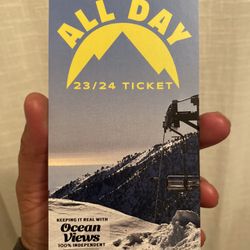 ALL DAY
23/24 TICKET
KEEPING IT REAL WITH
Ocean
Views
100% INDEPENDENT